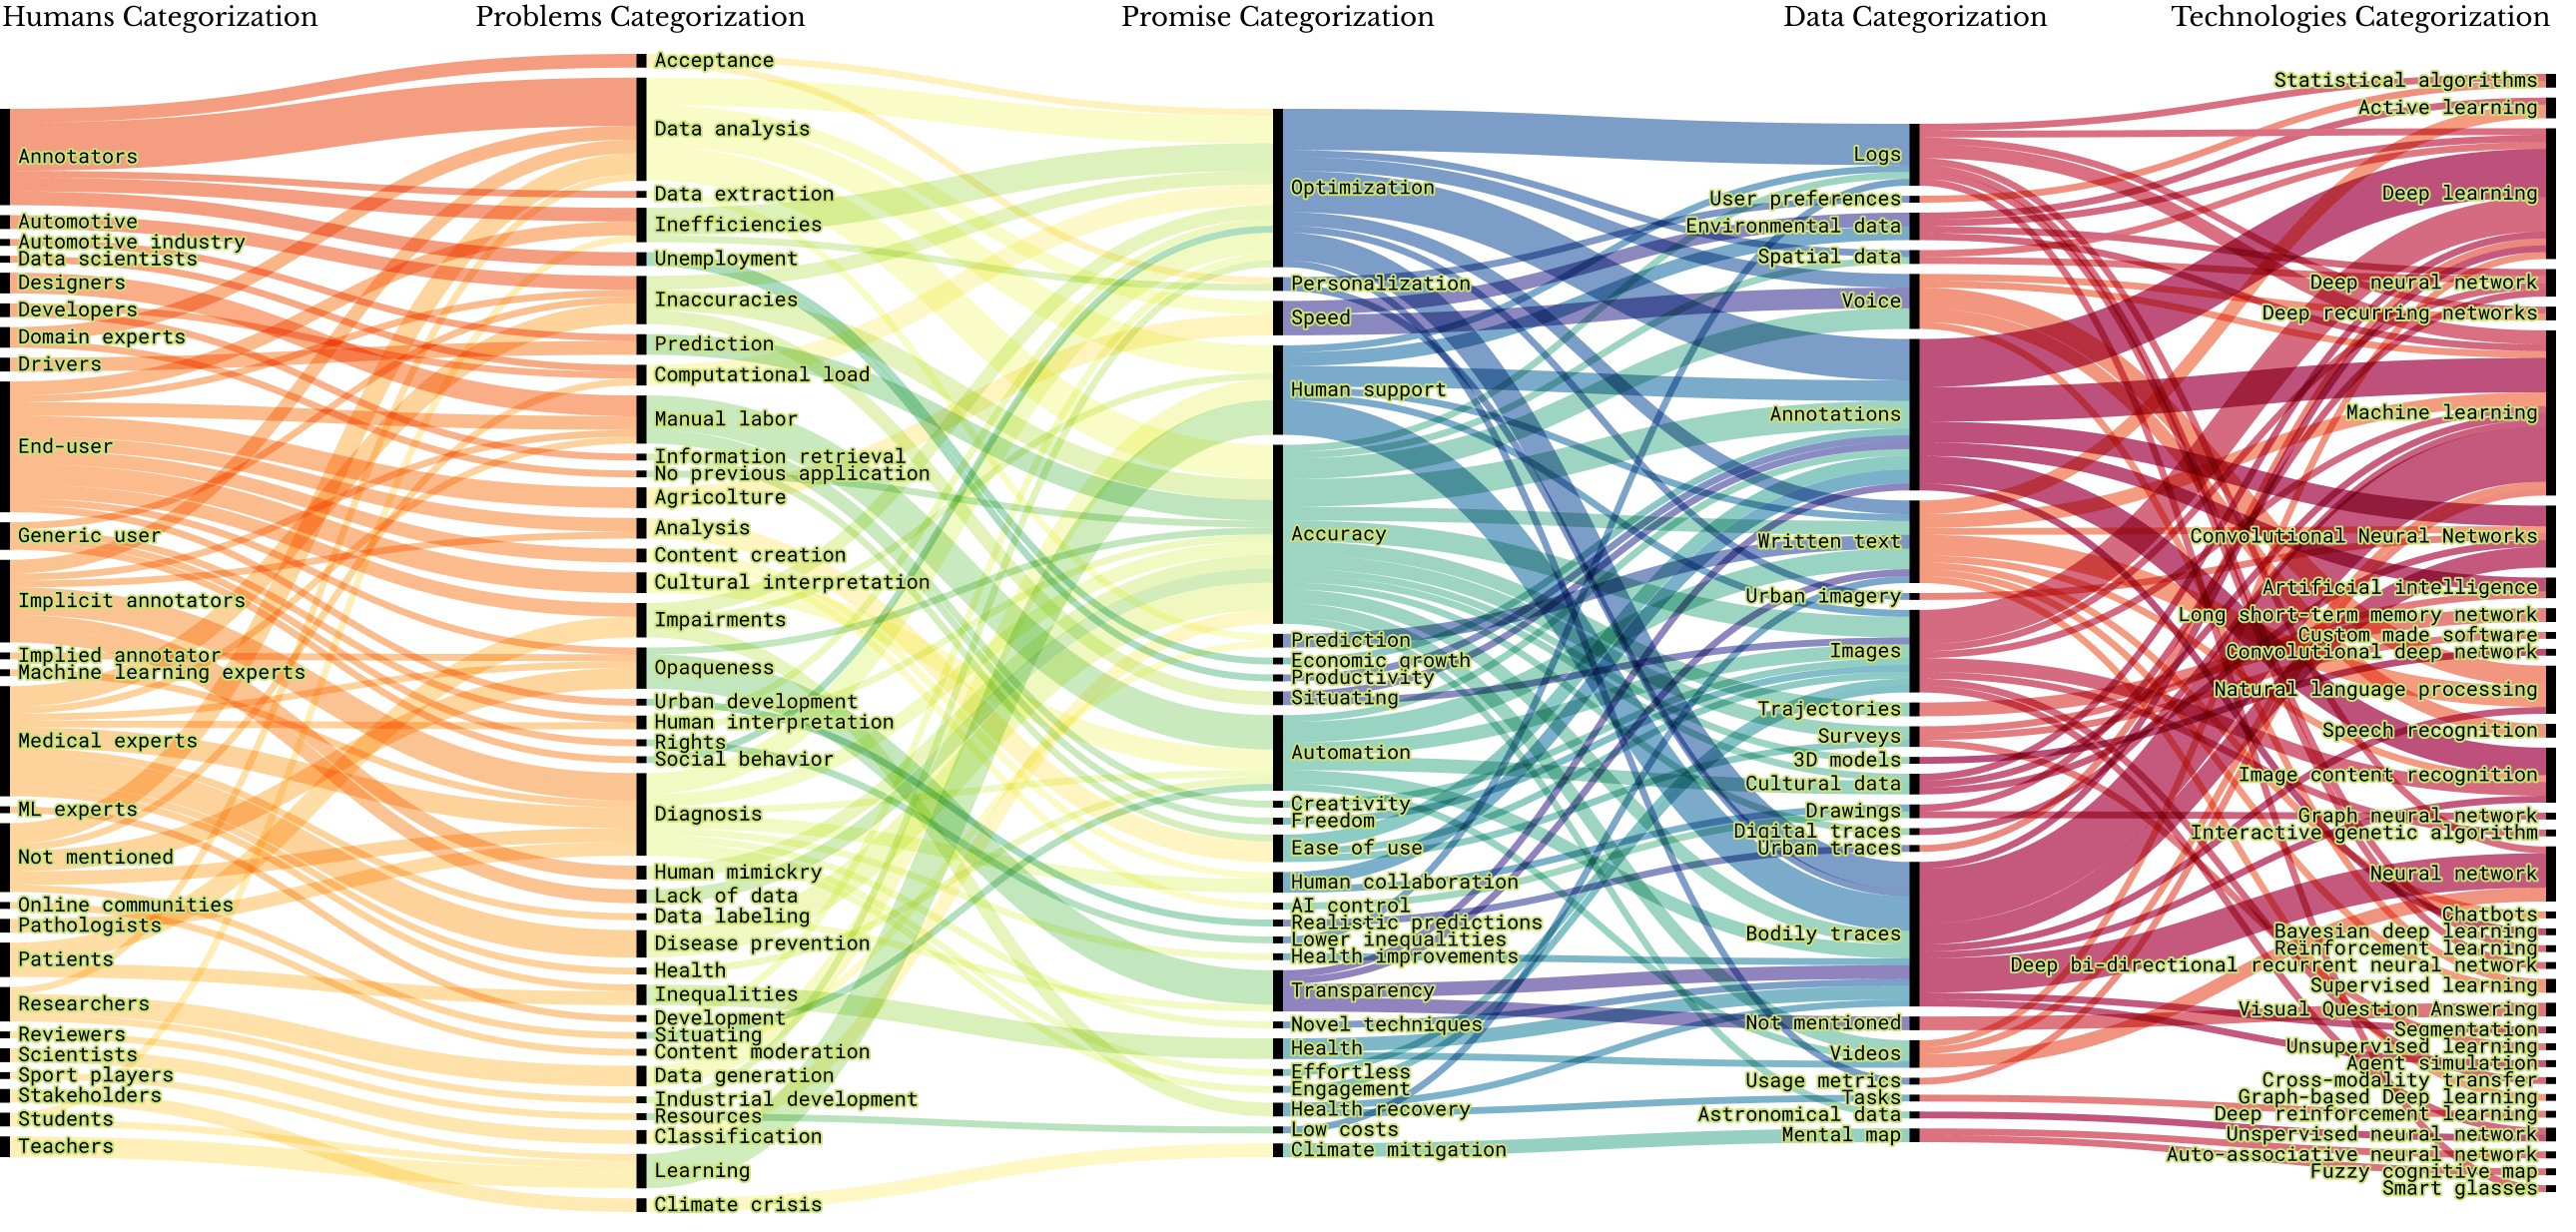 Humans Categorization
Problems Categorization
Promise Categorization
Data Categorization
Technologies Categorization
Annotators
Automotive
Automotive industry
Data scientists
Designers
Developers
Domain experts
Drivers
End-user
Generic user
Implicit annotators
Implied annotator
Machine learning experts
Medical experts
ML experts
Not mentioned
Online communities
Pathologists
Patients
Researchers
Reviewers
Scientists
Sport players
Stakeholders
Students
Teachers
Acceptance
Data analysis
Data extraction
Inefficiencies
Unemployment
Inaccuracies
Prediction
Computational load
Manual labor
Information retrieval
No previous application
Agricolture
Analysis
Content creation
Cultural interpretation
Impairments
Opaqueness
Urban development
Human interpretation
Rights
Social behavior
Diagnosis
Human mimickry
Lack of data
Data labeling
Disease prevention
Health
Inequalities
Development
Situating
Content moderation
Data generation
Industrial development
Resources
Classification
Learning
Climate crisis
Optimization
Personalization
Speed
Human support
Accuracy
Prediction
Economic growth
Productivity
Situating
Automation
Creativity
Freedom
Ease of use
Human collaboration
AI control
Realistic predictions
Lower inequalities
Health improvements
Transparency
Novel techniques
Health
Effortless
Engagement
Health recovery
Low costs
Climate mitigation
Logs
User preferences
Environmental data
Spatial data
Voice
Annotations
Written text
Urban imagery
Images
Trajectories
Surveys
3D models
Cultural data
Drawings
Digital traces
Urban traces
Bodily traces
Not mentioned
Videos
Usage metrics
Tasks
Astronomical data
Mental map
Statistical algorithms
Active learning
Deep learning
Deep neural network
Deep recurring networks
Machine learning
Convolutional Neural Networks
Artificial intelligence
Long short-term memory network
Custom made software
Convolutional deep network
Natural language processing
Speech recognition
Image content recognition
Graph neural network
Interactive genetic algorithm
Neural network
Chatbots
Bayesian deep learning
Reinforcement learning
Deep bi-directional recurrent neural network
Supervised learning
Visual Question Answering
Segmentation
Unsupervised learning
Agent simulation
Cross-modality transfer
Graph-based Deep learning
Deep reinforcement learning
Unspervised neural network
Auto-associative neural network
Fuzzy cognitive map
Smart glasses